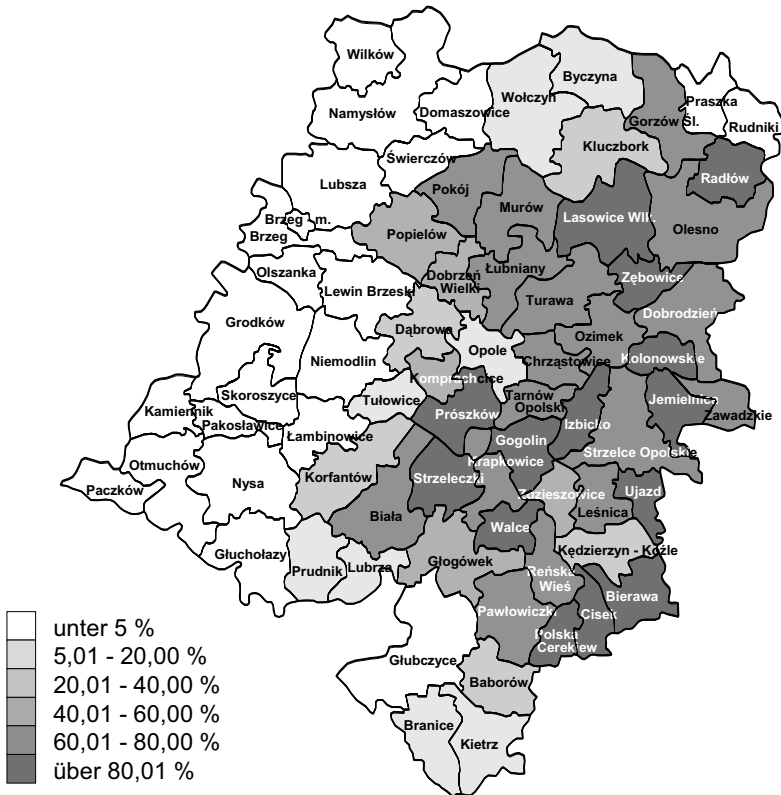 Wilków
Byczyna
Wołczyn
Praszka
Domaszowice
Namysłów
Gorzów Śl.
Rudniki
Kluczbork
Świerczów
Radłów
Lubsza
Pokój
Murów
Lasowice Wlk.
Brzeg m.
Olesno
Brzeg
Popielów
Olszanka
Dobrzeń
Wielki
Łubniany
Zębowice
Lewin Brzeski
Turawa
Dobrodzień
Grodków
Dąbrowa
Ozimek
Opole
Niemodlin
Chrząstowice
Kolonowskie
Komprachcice
Skoroszyce
Tułowice
Tarnów
Opolski
Jemielnica
Kamiennik
Prószków
Zawadzkie
Pakosławice
Izbicko
Łambinowice
Gogolin
Otmuchów
Strzelce Opolskie
Krapkowice
Korfantów
Nysa
Strzeleczki
Paczków
Zdzieszowice
Ujazd
Leśnica
Biała
Walce
Głuchołazy
Kędzierzyn - Koźle
Prudnik
Lubrza
Głogówek
Reńska
Wieś
Bierawa
Pawłowiczki
Cisek
Polska
Cerekiew
Głubczyce
Baborów
Branice
Kietrz
unter 5 %
5,01 - 20,00 %
20,01 - 40,00 %
40,01 - 60,00 %
60,01 - 80,00 %
über 80,01 %